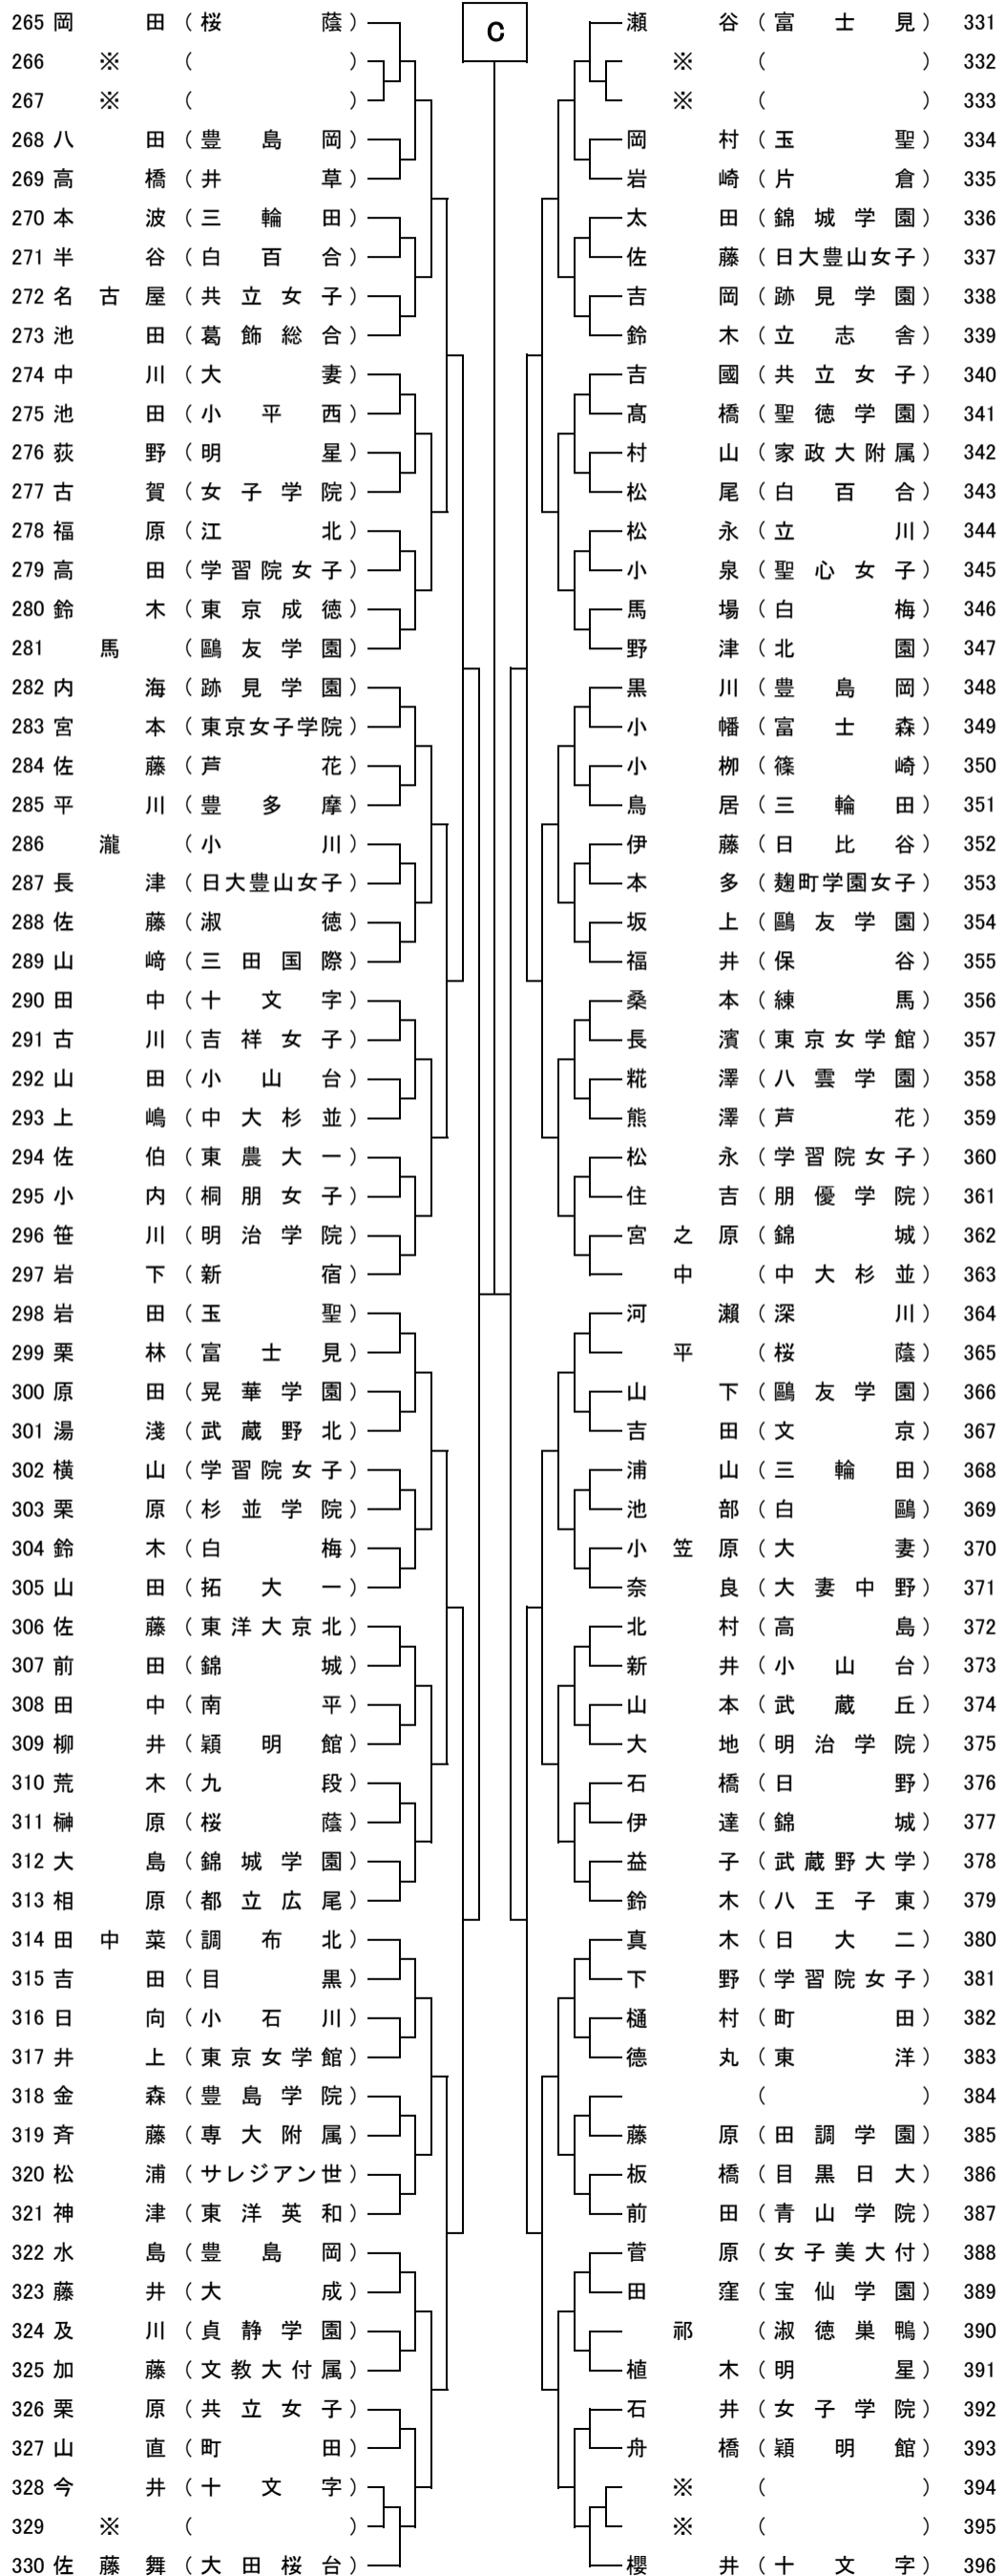 C
265 岡田（桜蔭）
266 ※（ ）
267 ※（ ）
268 八田（豊島岡）
269 高橋（井草）
270 本波（三輪田）
271 半谷（白百合）
272 名古屋（共立女子）
273 池田（葛飾総合）
274 中川（大妻）
275 池田（小平西）
276 荻野（明星）
277 古賀（女子学院）
278 福原（江北）
279 高田（学習院女子）
280 鈴木（東京成徳）
281 馬（鷗友学園）
282 内海（跡見学園）
283 宮本（東京女子学院）
284 佐藤（芦花）
285 平川（豊多摩）
286 瀧（小川）
287 長津（日大豊山女子）
288 佐藤（淑徳）
289 山﨑（三田国際）
290 田中（十文字）
291 古川（吉祥女子）
292 山田（小山台）
293 上嶋（中大杉並）
294 佐伯（東農大一）
295 小内（桐朋女子）
296 笹川（明治学院）
297 岩下（新宿）
298 岩田（玉聖）
299 栗林（富士見）
300 原田（晃華学園）
301 湯淺（武蔵野北）
302 横山（学習院女子）
303 栗原（杉並学院）
304 鈴木（白梅）
305 山田（拓大一）
306 佐藤（東洋大京北）
307 前田（錦城）
308 田中（南平）
309 柳井（穎明館）
310 荒木（九段）
311 榊原（桜蔭）
312 大島（錦城学園）
313 相原（都立広尾）
314 田中菜（調布北）
315 吉田（目黒）
316 日向（小石川）
317 井上（東京女学館）
318 金森（豊島学院）
319 斉藤（専大附属）
320 松浦（サレジアン世）
321 神津（東洋英和）
322 水島（豊島岡）
323 藤井（大成）
324 及川（貞静学園）
325 加藤（文教大付属）
326 栗原（共立女子）
327 山直（町田）
328 今井（十文字）
329 ※（ ）
330 佐藤舞（大田桜台）
瀬谷（富士見） 331
※（ ） 332
※（ ） 333
岡村（玉聖） 334
岩崎（片倉） 335
太田（錦城学園） 336
佐藤（日大豊山女子） 337
吉岡（跡見学園） 338
鈴木（立志舎） 339
吉國（共立女子） 340
髙橋（聖徳学園） 341
村山（家政大附属） 342
松尾（白百合） 343
松永（立川） 344
小泉（聖心女子） 345
馬場（白梅） 346
野津（北園） 347
黒川（豊島岡） 348
小幡（富士森） 349
小栁（篠崎） 350
鳥居（三輪田） 351
伊藤（日比谷） 352
本多（麹町学園女子） 353
坂上（鷗友学園） 354
福井（保谷） 355
桑本（練馬） 356
長濱（東京女学館） 357
糀澤（八雲学園） 358
熊澤（芦花） 359
松永（学習院女子） 360
住吉（朋優学院） 361
宮之原（錦城） 362
中（中大杉並） 363
河瀨（深川） 364
平（桜蔭） 365
山下（鷗友学園） 366
吉田（文京） 367
浦山（三輪田） 368
池部（白鷗） 369
小笠原（大妻） 370
奈良（大妻中野） 371
北村（高島） 372
新井（小山台） 373
山本（武蔵丘） 374
大地（明治学院） 375
石橋（日野） 376
伊達（錦城） 377
益子（武蔵野大学） 378
鈴木（八王子東） 379
真木（日大二） 380
下野（学習院女子） 381
樋村（町田） 382
德丸（東洋） 383
（ ） 384
藤原（田調学園） 385
板橋（目黒日大） 386
前田（青山学院） 387
菅原（女子美大付） 388
田窪（宝仙学園） 389
祁（淑徳巣鴨） 390
植木（明星） 391
石井（女子学院） 392
舟橋（穎明館） 393
※（ ） 394
※（ ） 395
櫻井（十文字） 396